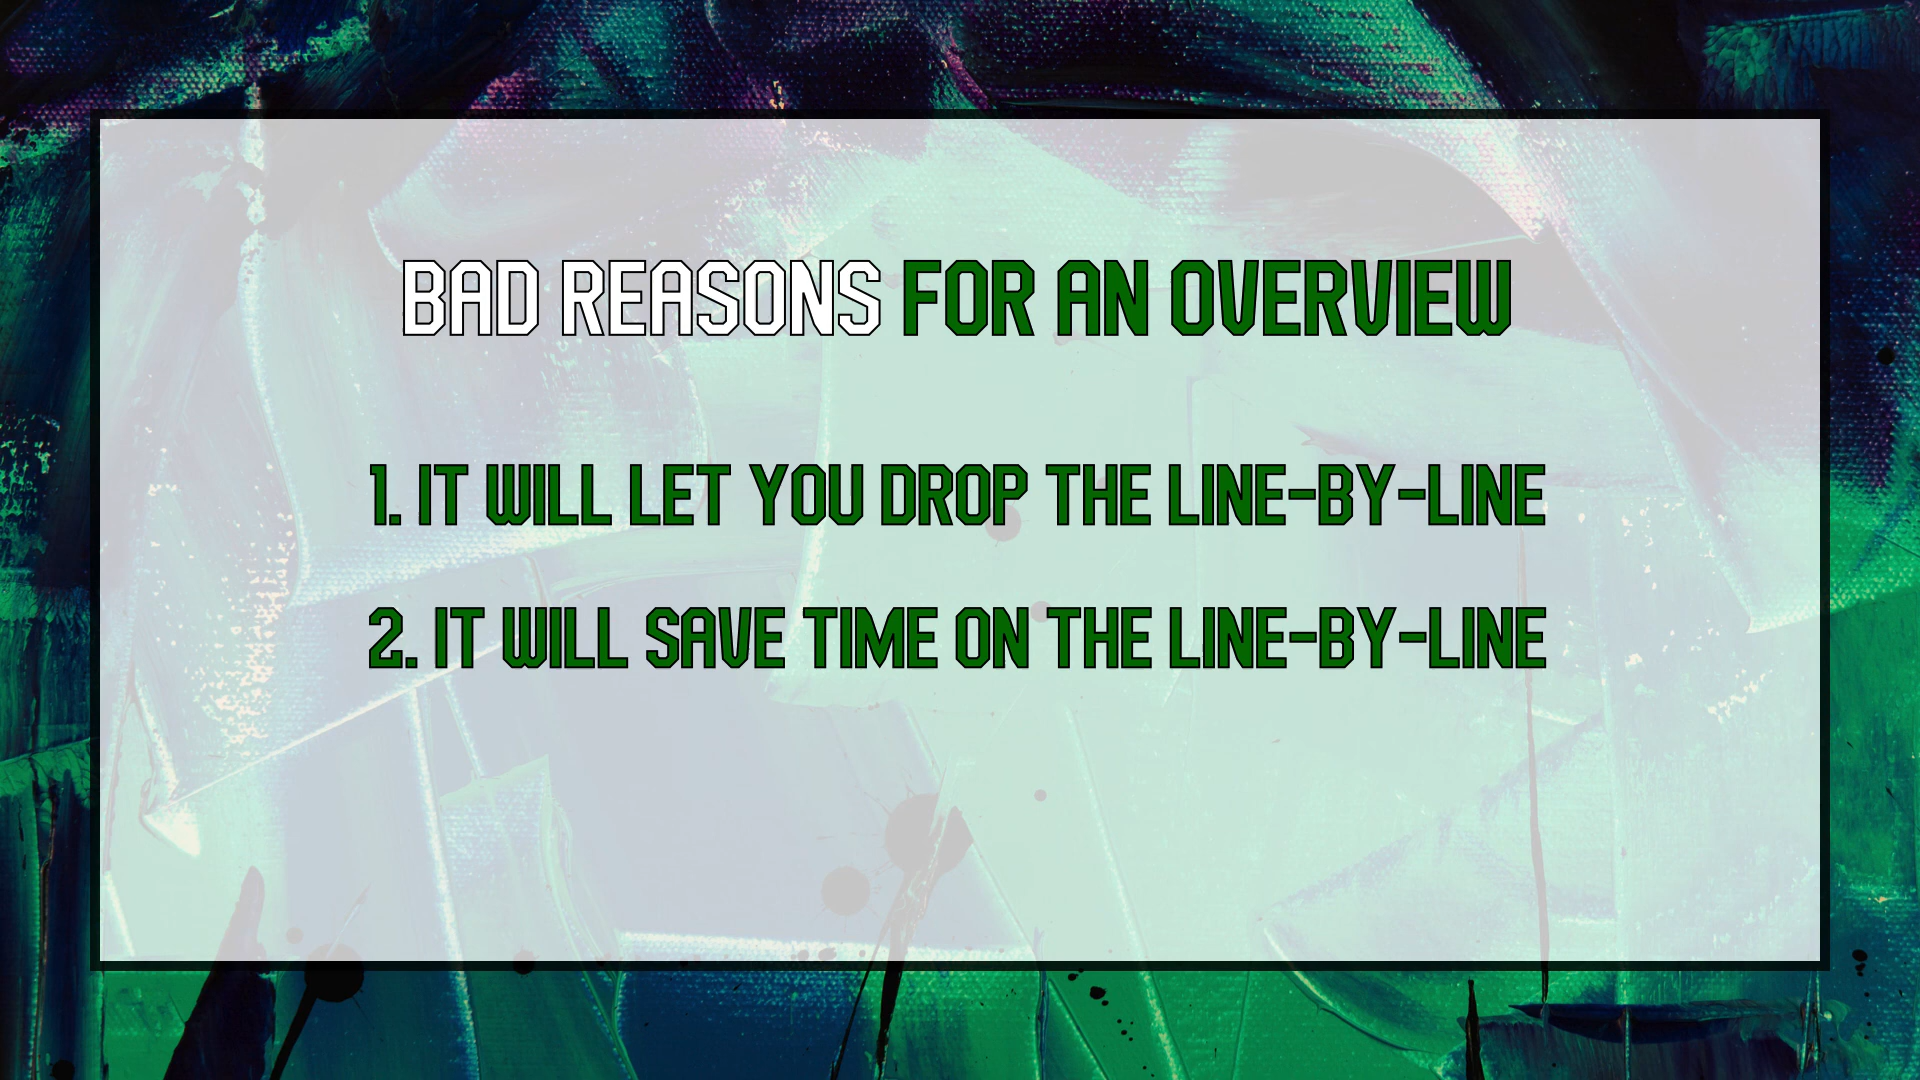 BAD REASONS FOR AN OVERVIEW
1. IT WILL LET YOU DROP THE LINE-BY-LINE
2. IT WILL SAVE TIME ON THE LINE-BY-LINE